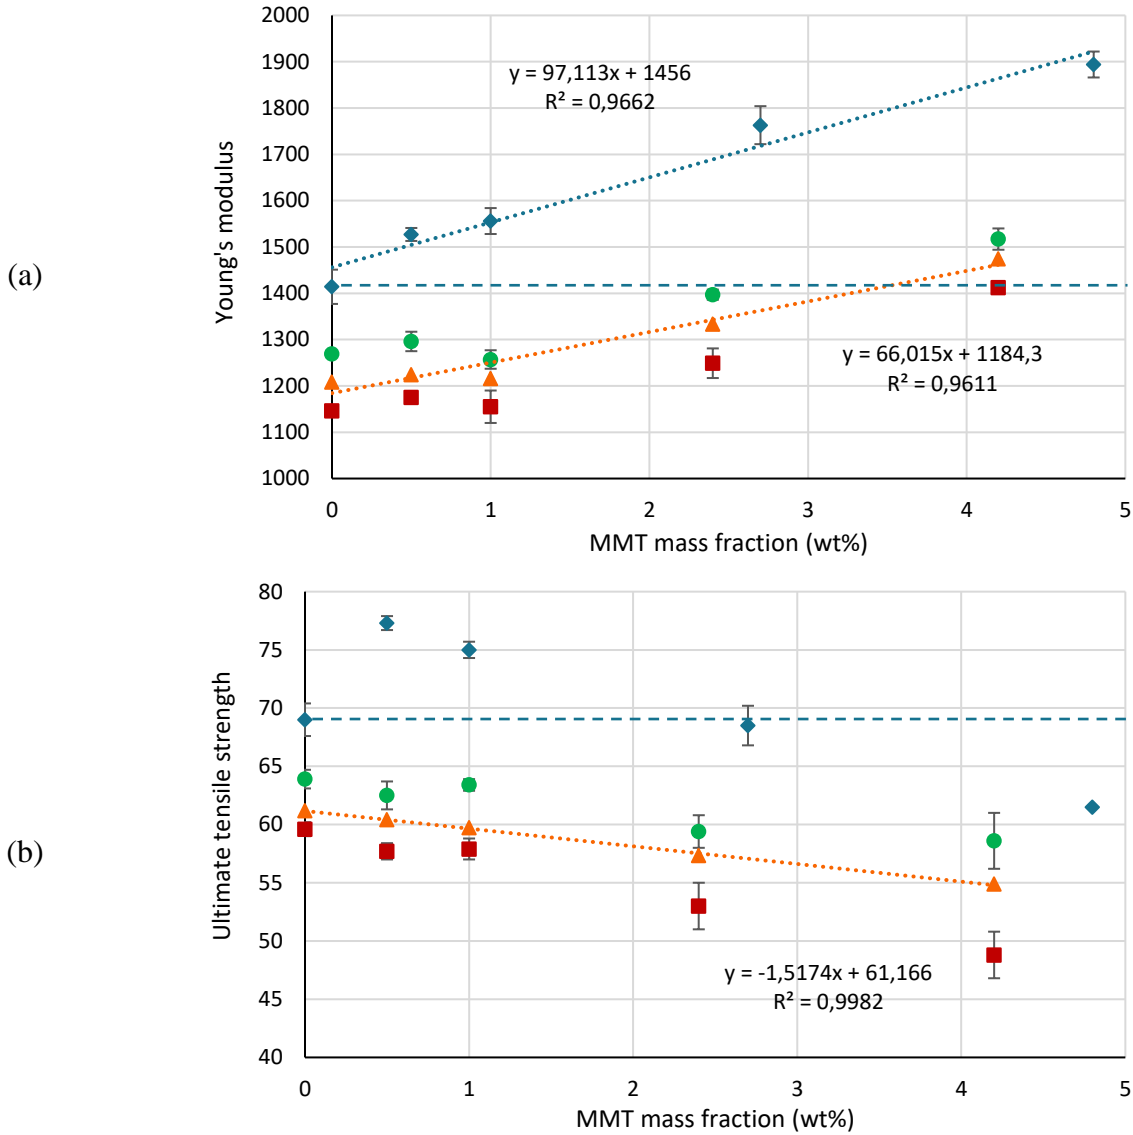 (a)
Young's modulus
2000
1900
1800
1700
1600
1500
1400
1300
1200
1100
1000
y = 97,113x + 1456
R² = 0,9662
y = 66,015x + 1184,3
R² = 0,9611
0 1 2 3 4 5
MMT mass fraction (wt%)
(b)
Ultimate tensile strength
80
75
70
65
60
55
50
45
40
y = -1,5174x + 61,166
R² = 0,9982
0 1 2 3 4 5
MMT mass fraction (wt%)